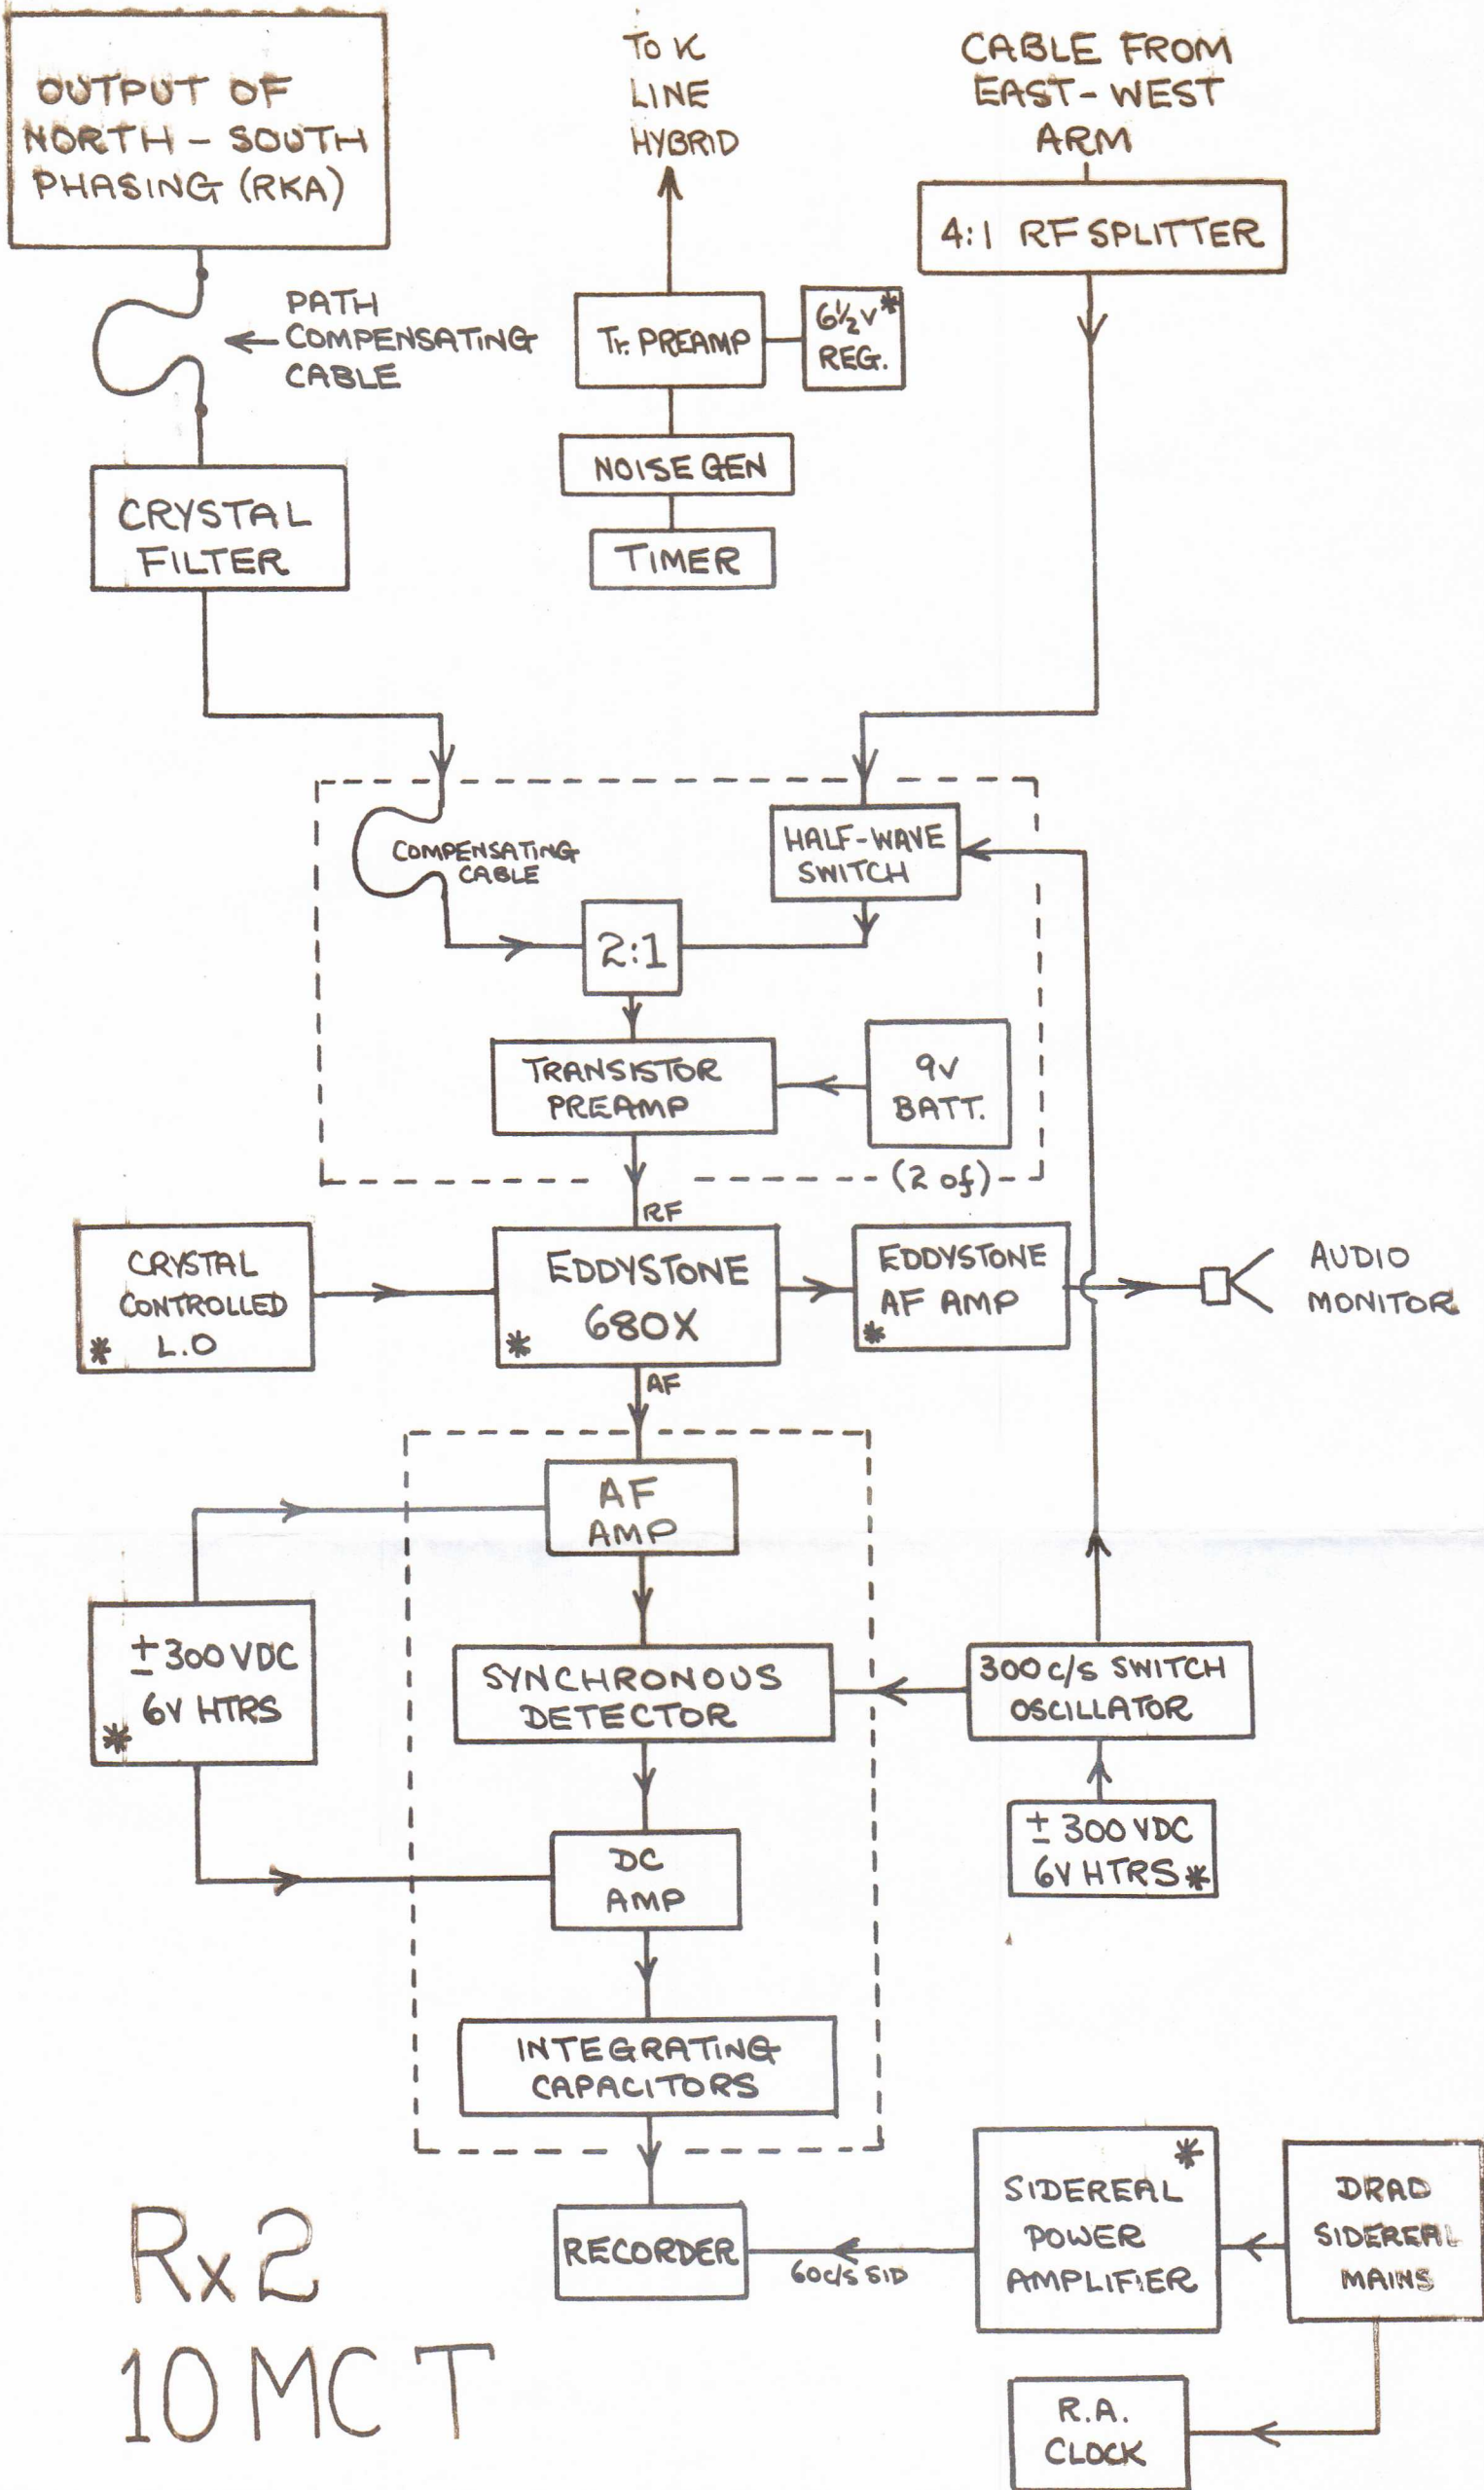 OUTPUT OF
NORTH - SOUTH
PHASING (RKA)
TO K
LINE
HYBRID
CABLE FROM
EAST - WEST
ARM
4:1 RF SPLITTER
PATH
COMPENSATING
CABLE
Tr. PREAMP
6½V *
REG.
NOISE GEN
TIMER
CRYSTAL
FILTER
COMPENSATING
CABLE
HALF-WAVE
SWITCH
2:1
TRANSISTOR
PREAMP
9V
BATT.
(2 of)
RF
CRYSTAL
CONTROLLED
* L.O
EDDYSTONE
* 680X
EDDYSTONE
AF AMP
*
AUDIO
MONITOR
AF
AF
AMP
± 300 VDC
6V HTRS
*
SYNCHRONOUS
DETECTOR
300 c/s SWITCH
OSCILLATOR
± 300 VDC
6V HTRS *
DC
AMP
INTEGRATING
CAPACITORS
RECORDER
60 c/s SID
*
SIDEREAL
POWER
AMPLIFIER
DRAO
SIDEREAL
MAINS
R.A.
CLOCK
Rx 2
10 MC T